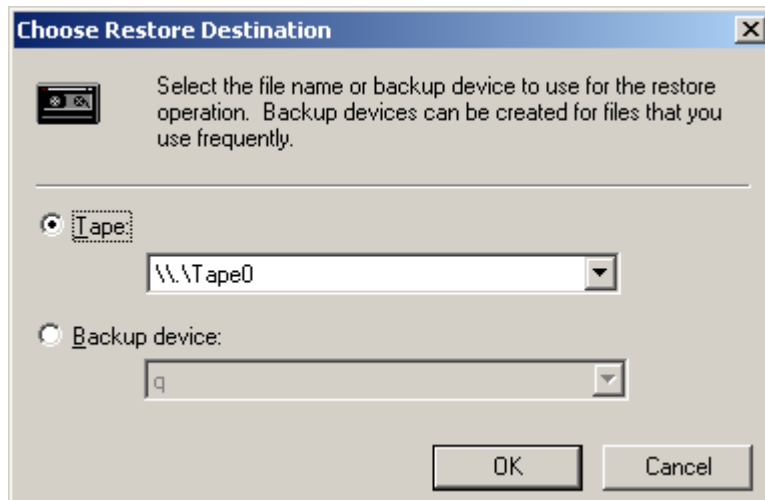 Choose Restore Destination
Select the file name or backup device to use for the restore
operation.  Backup devices can be created for files that you
use frequently.
Tape:
\\.\Tape0
Backup device:
q
OK Cancel